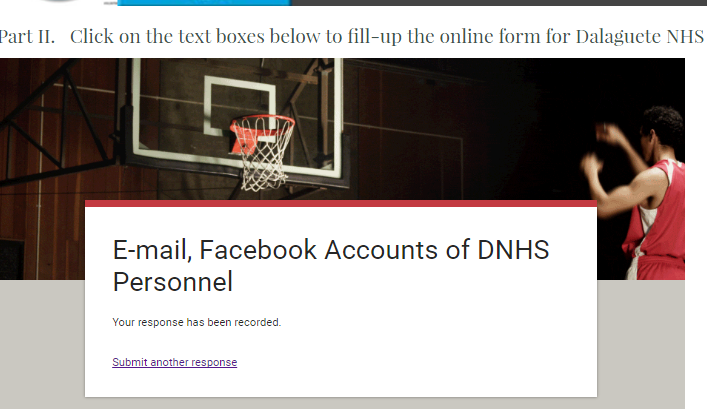 Part II. Click on the text boxes below to fill-up the online form for Dalaguete NHS
E-mail, Facebook Accounts of DNHS
Personnel
Your response has been recorded.
Submit another response